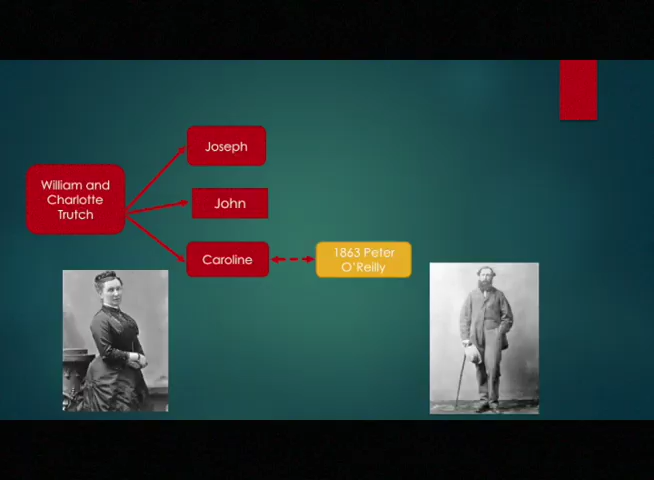 Joseph
William and
Charlotte
Trutch
John
Caroline
1863 Peter
O'Reilly